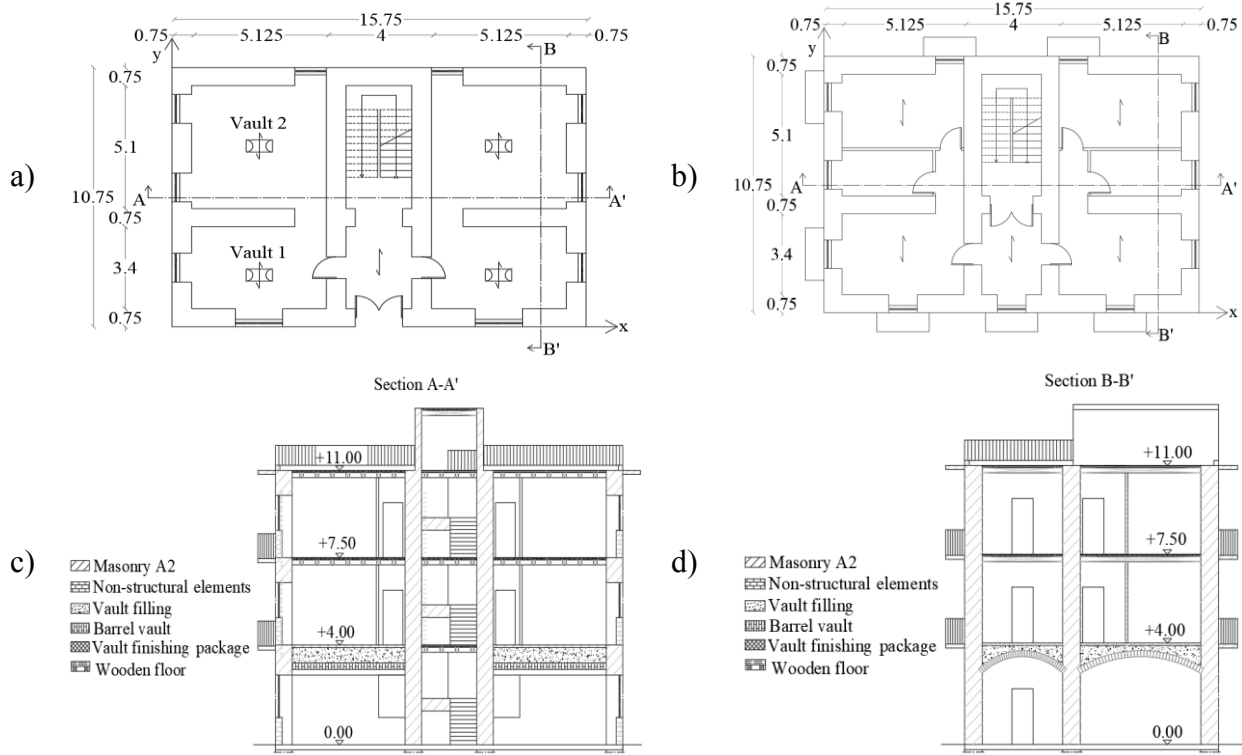 a)
15.75
0.75 5.125 4 5.125 0.75
y
B
0.75
5.1
10.75
0.75
3.4
0.75
Vault 2
A
A'
Vault 1
x
B'
b)
15.75
0.75 5.125 4 5.125 0.75
y
B
0.75
5.1
10.75
0.75
3.4
0.75
A
A'
x
B'
c)
Section A-A'
+11.00
+7.50
+4.00
0.00
Masonry A2
Non-structural elements
Vault filling
Barrel vault
Vault finishing package
Wooden floor
d)
Section B-B'
+11.00
+7.50
+4.00
0.00
Masonry A2
Non-structural elements
Vault filling
Barrel vault
Vault finishing package
Wooden floor